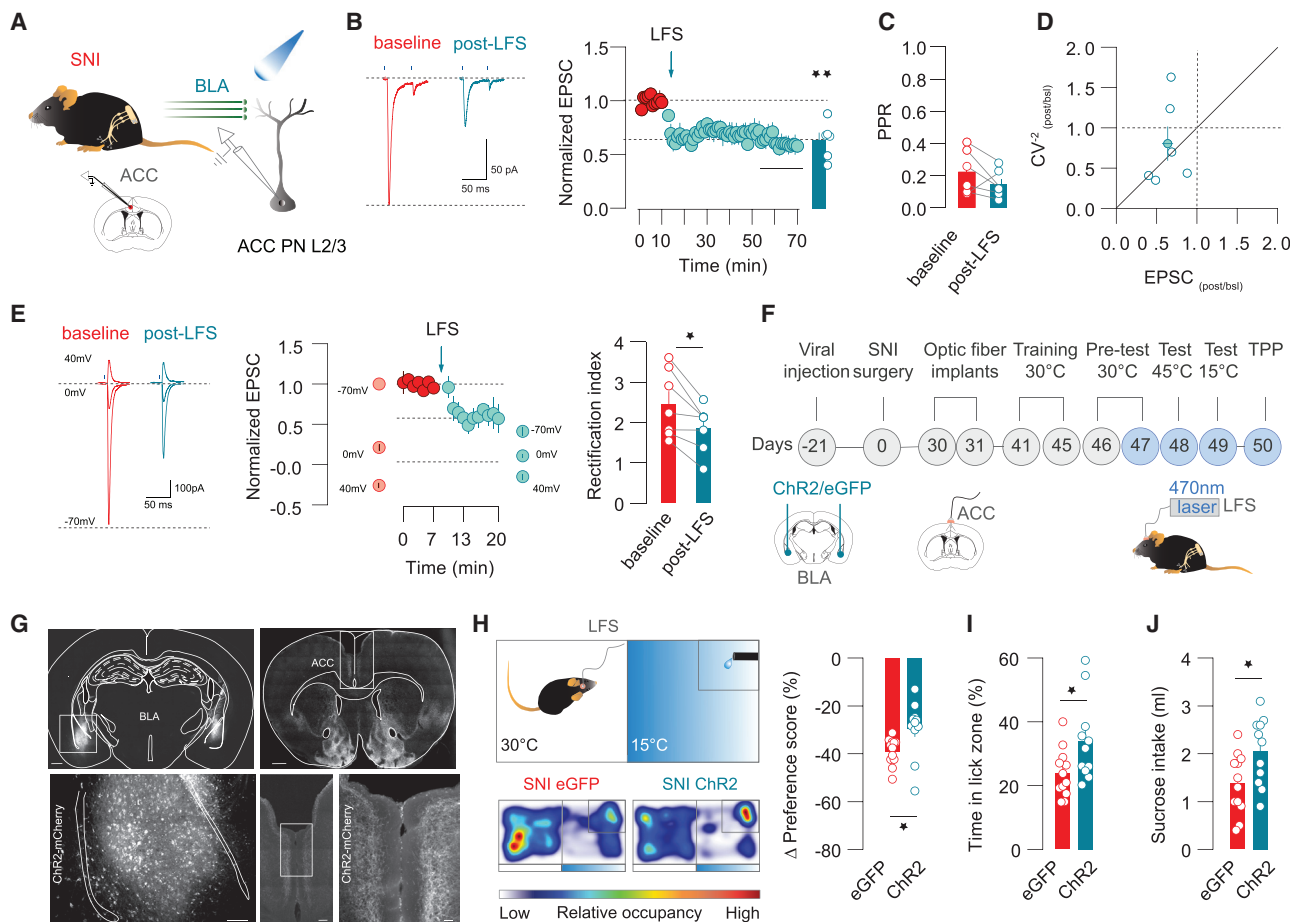 A
SNI
BLA
ACC
ACC PN L2/3
B
baseline
post-LFS
50 pA
50 ms
LFS
★★
Normalized EPSC
1.5
1.0
0.5
0.0
0
10
30
50
70
Time (min)
C
PPR
1.0
0.8
0.6
0.4
0.2
0.0
baseline
post-LFS
D
CV-2 (post/bsl)
2.0
1.5
1.0
0.5
0.0
0.0
0.5
1.0
2.0
EPSC (post/bsl)
E
baseline
post-LFS
40mV
0mV
-70mV
100pA
50 ms
LFS
Normalized EPSC
1.5
1.0
0.5
-0.0
-0.5
-70mV
0mV
40mV
-70mV
0mV
40mV
0
7
13
20
Time (min)
Rectification index
4
3
2
1
0
★
baseline
post-LFS
F
Viral injection
SNI surgery
Optic fiber implants
Training 30°C
Pre-test 30°C
Test 45°C
Test 15°C
TPP
Days
-21
0
30
31
41
45
46
47
48
49
50
ChR2/eGFP
BLA
ACC
470nm
laser
LFS
G
BLA
ACC
ChR2-mCherry
ChR2-mCherry
H
LFS
30°C
15°C
SNI eGFP
SNI ChR2
Low
Relative occupancy
High
Δ Preference score (%)
0
-20
-40
-60
-80
★
eGFP
ChR2
I
Time in lick zone (%)
60
40
20
0
★
eGFP
ChR2
J
Sucrose intake (ml)
4
3
2
1
0
★
eGFP
ChR2